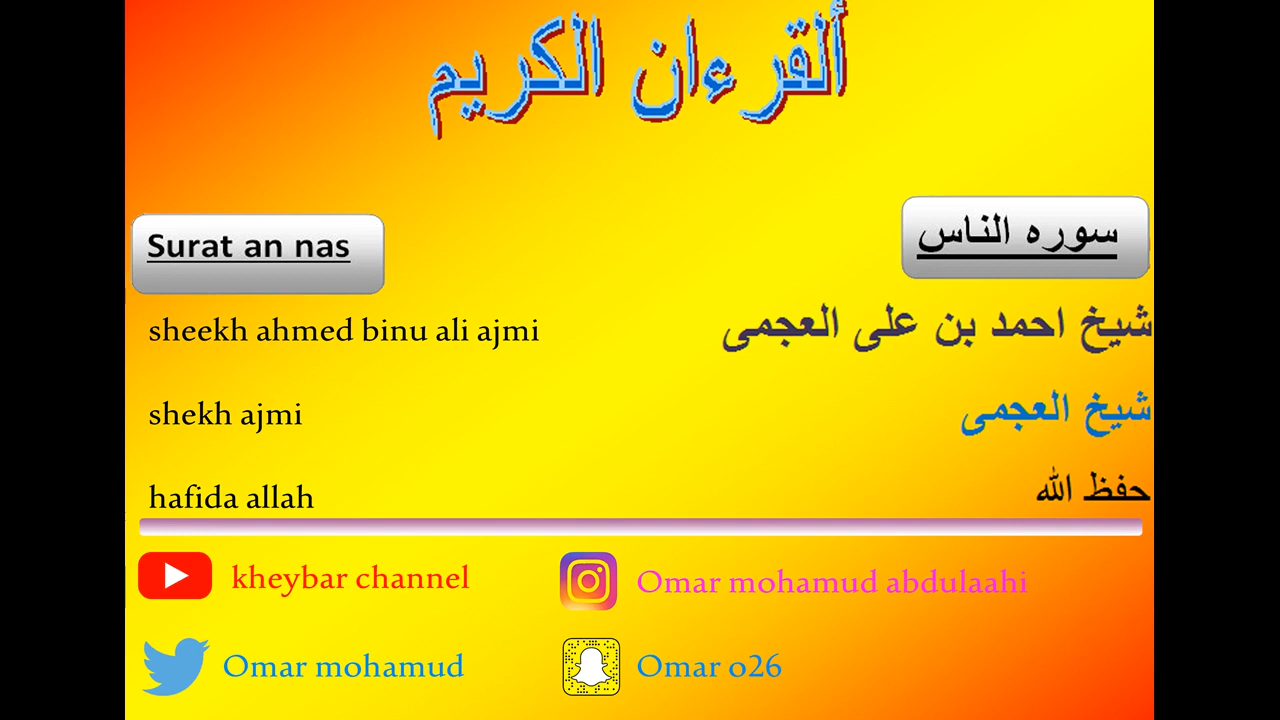 ألقرءان الكريم
Surat an nas
سوره الناس
sheekh ahmed binu ali ajmi
شيخ احمد بن على العجمى
shekh ajmi
شيخ العجمى
hafida allah
حفظ الله
kheybar channel
Omar mohamud abdulaahi
Omar mohamud
Omar o26